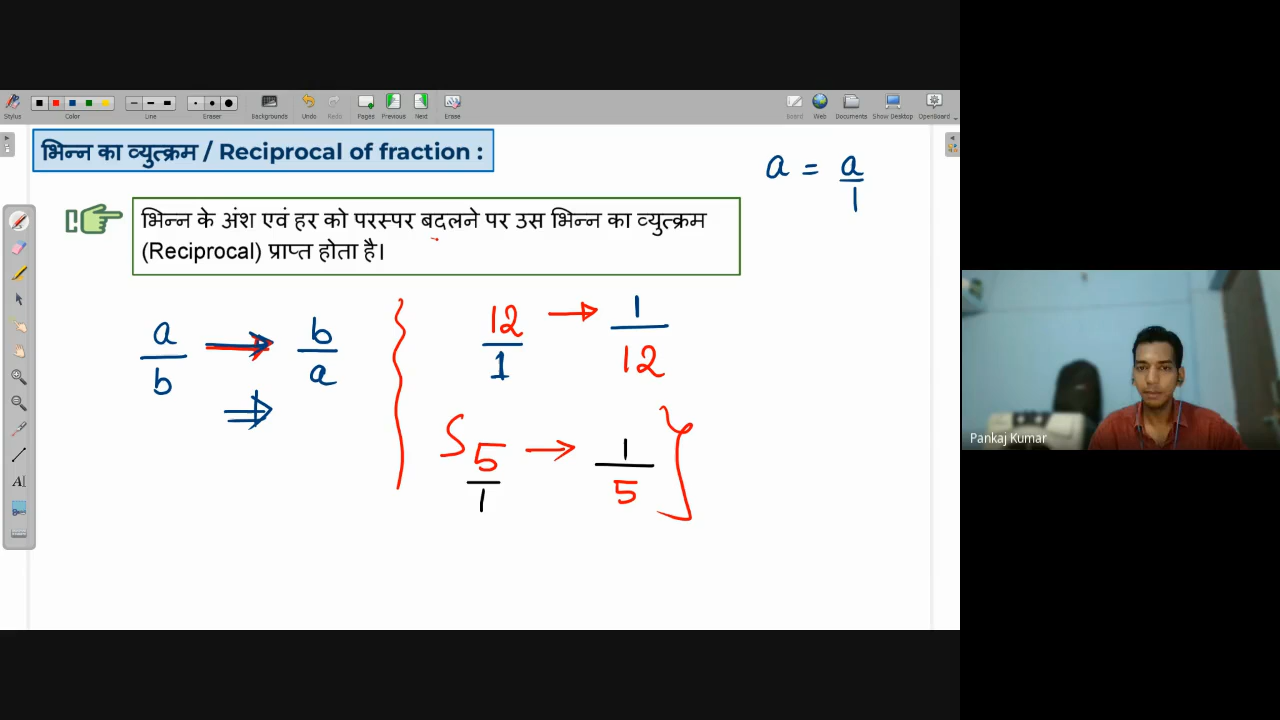 Stylus Color Line Eraser Backgrounds Undo Redo Pages Previous Next Erase board Web Documents Show Desktop OpenBoard
भिन्न का व्युत्क्रम / Reciprocal of fraction :
a = a/1
भिन्न के अंश एवं हर को परस्पर बदलने पर उस भिन्न का व्युत्क्रम
(Reciprocal) प्राप्त होता है।
a/b → b/a
⇒
12/1 → 1/12
5/1 → 1/5
Pankaj Kumar